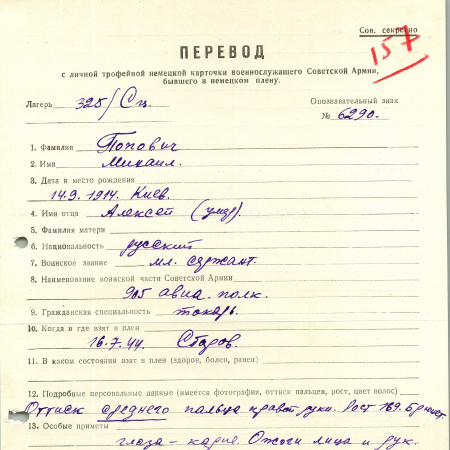 Сов. секретно
157
ПЕРЕВОД
с личной трофейной немецкой карточки военнослужащего Советской Армии,
бывшего в немецком плену.
Лагерь 325/Сц.
Опознавательный знак
№ 6290.
1. Фамилия Попович
2. Имя Михаил.
3. Дата и место рождения
14.9.1914. Киев.
4. Имя отца Алексей (умер).
5. Фамилия матери
6. Национальность русский
7. Воинское звание мл. сержант.
8. Наименование воинской части Советской Армии
905 авиа. полк.
9. Гражданская специальность токарь.
10. Когда и где взят в плен
16.7.44. Старов.
11. В каком состоянии взят в плен (здоров, болен, ранен)
12. Подробные персональные данные (имеется фотография, оттиск пальцев, рост, цвет волос)
Оттиск среднего пальца правой руки. Рост 169. Брюнет.
13. Особые приметы
глаза - карие. Ожоги лица и рук.